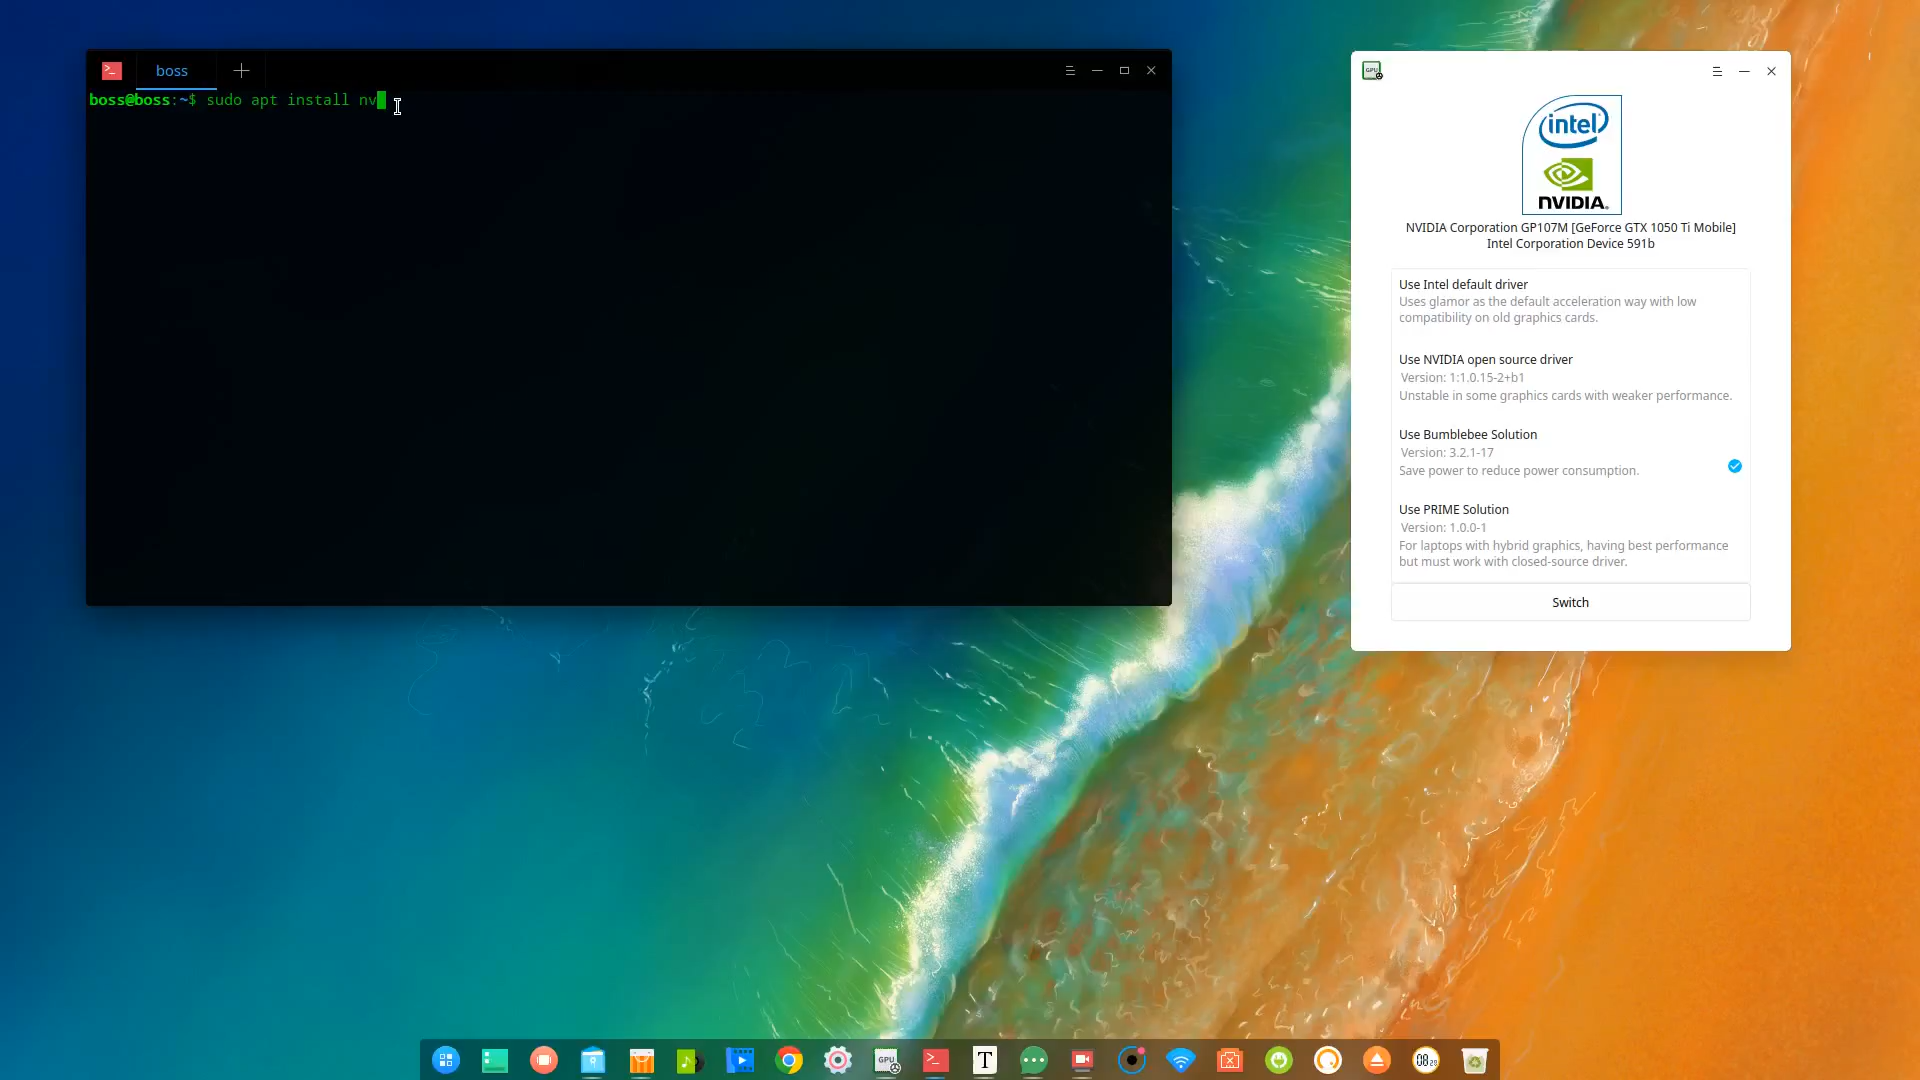 boss
boss@boss:~$ sudo apt install nv
GPU
intel
NVIDIA.
NVIDIA Corporation GP107M [GeForce GTX 1050 Ti Mobile]
Intel Corporation Device 591b
Use Intel default driver
Uses glamor as the default acceleration way with low
compatibility on old graphics cards.
Use NVIDIA open source driver
Version: 1:1.0.15-2+b1
Unstable in some graphics cards with weaker performance.
Use Bumblebee Solution
Version: 3.2.1-17
Save power to reduce power consumption.
Use PRIME Solution
Version: 1.0.0-1
For laptops with hybrid graphics, having best performance
but must work with closed-source driver.
Switch
GPU
T